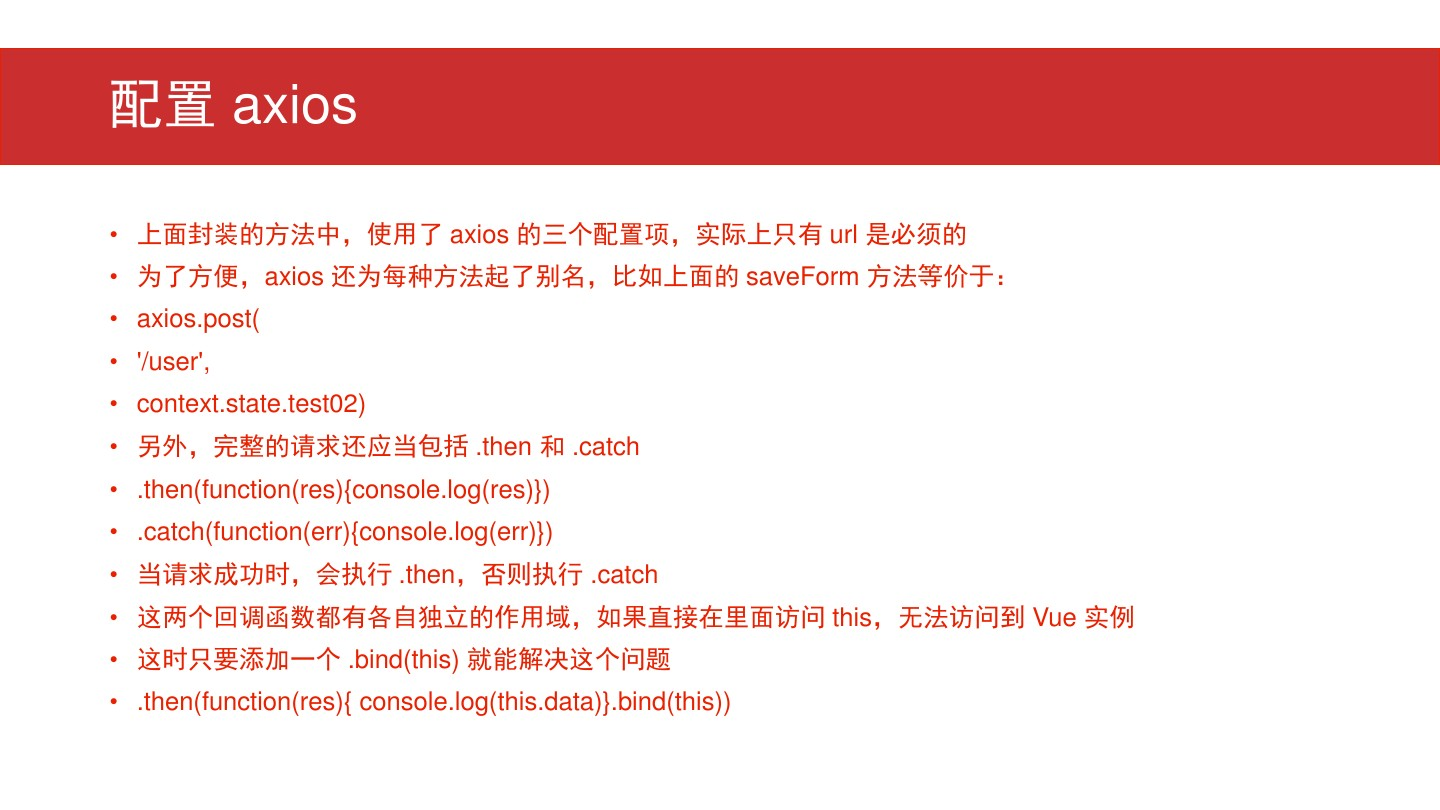 配置 axios
• 上面封装的方法中，使用了 axios 的三个配置项，实际上只有 url 是必须的
• 为了方便，axios 还为每种方法起了别名，比如上面的 saveForm 方法等价于：
• axios.post(
• '/user',
• context.state.test02)
• 另外，完整的请求还应当包括 .then 和 .catch
• .then(function(res){console.log(res)})
• .catch(function(err){console.log(err)})
• 当请求成功时，会执行 .then，否则执行 .catch
• 这两个回调函数都有各自独立的作用域，如果直接在里面访问 this，无法访问到 Vue 实例
• 这时只要添加一个 .bind(this) 就能解决这个问题
• .then(function(res){ console.log(this.data)}.bind(this))